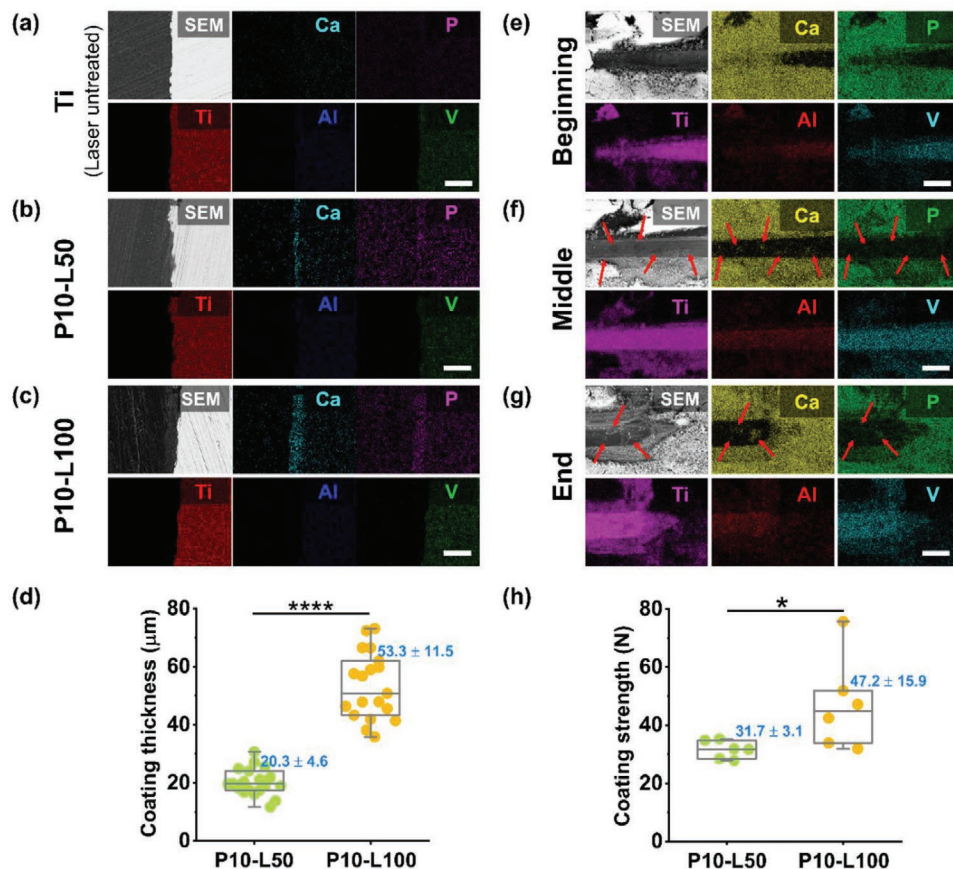 (a)
Ti
(Laser untreated)
SEM
Ca
P
Ti
Al
V
(b)
P10-L50
SEM
Ca
P
Ti
Al
V
(c)
P10-L100
SEM
Ca
P
Ti
Al
V
(d)
Coating thickness (μm)
80
60
40
20
0
****
20.3 ± 4.6
53.3 ± 11.5
P10-L50
P10-L100
(e)
Beginning
SEM
Ca
P
Ti
Al
V
(f)
Middle
SEM
Ca
P
Ti
Al
V
(g)
End
SEM
Ca
P
Ti
Al
V
(h)
Coating strength (N)
80
60
40
20
0
*
31.7 ± 3.1
47.2 ± 15.9
P10-L50
P10-L100